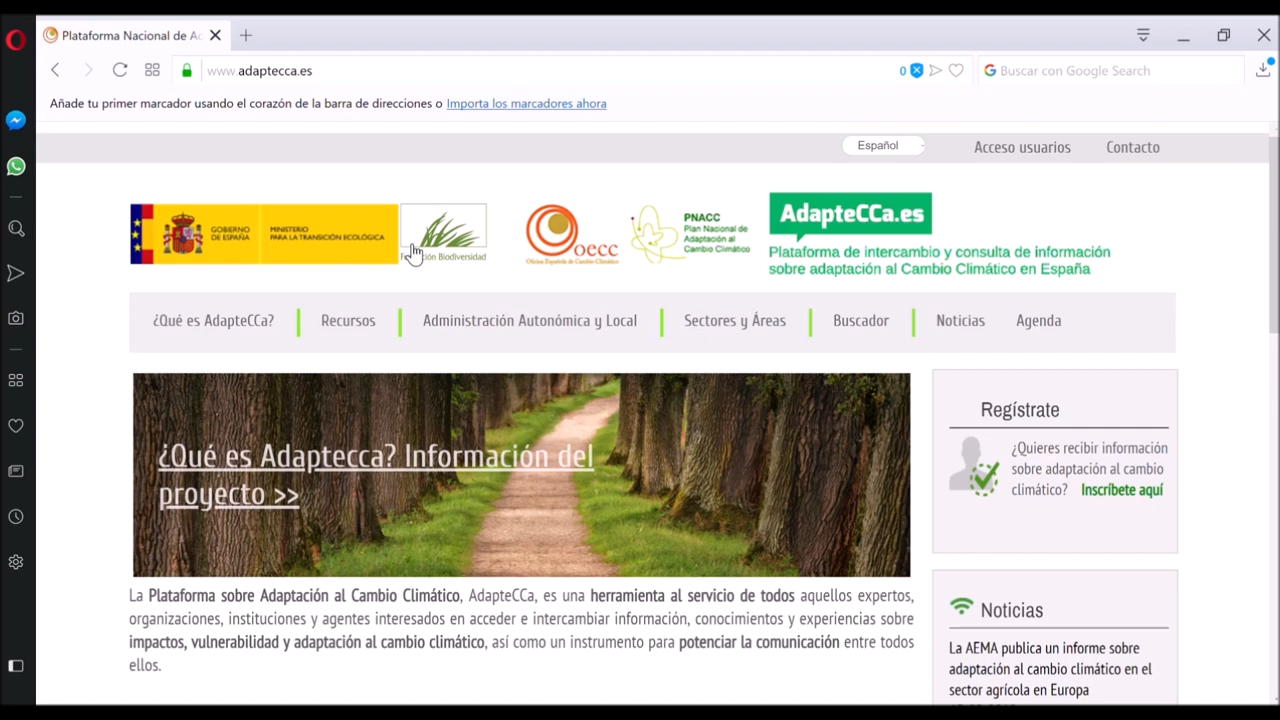 Plataforma Nacional de Ac
www.adaptecca.es
0
Buscar con Google Search
Añade tu primer marcador usando el corazón de la barra de direcciones o Importa los marcadores ahora
Español
Acceso usuarios
Contacto
GOBIERNO
DE ESPAÑA
MINISTERIO
PARA LA TRANSICIÓN ECOLÓGICA
Biodiversidad
oecc
Oficina Española de Cambio Climático
PNACC
Plan Nacional de
Adaptación al
Cambio Climático
AdapteCCa.es
Plataforma de intercambio y consulta de información
sobre adaptación al Cambio Climático en España
¿Qué es AdapteCCa?
Recursos
Administración Autonómica y Local
Sectores y Áreas
Buscador
Noticias
Agenda
¿Qué es Adaptecca? Información del
proyecto >>
Regístrate
¿Quieres recibir información
sobre adaptación al cambio
climático? Inscríbete aquí
La Plataforma sobre Adaptación al Cambio Climático, AdapteCCa, es una herramienta al servicio de todos aquellos expertos,
organizaciones, instituciones y agentes interesados en acceder e intercambiar información, conocimientos y experiencias sobre
impactos, vulnerabilidad y adaptación al cambio climático, así como un instrumento para potenciar la comunicación entre todos
ellos.
Noticias
La AEMA publica un informe sobre
adaptación al cambio climático en el
sector agrícola en Europa